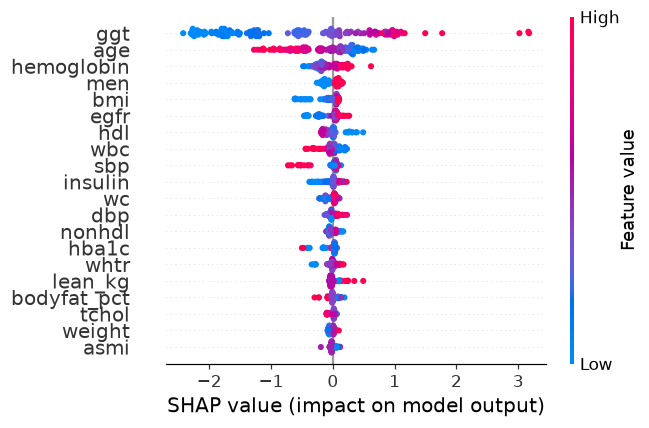 High
ggt
age
hemoglobin
men
bmi
egfr
hdl
wbc
sbp
insulin
wc
dbp
nonhdl
hba1c
whtr
lean_kg
bodyfat_pct
tchol
weight
asmi
Feature value
Low
−2 −1 0 1 2 3
SHAP value (impact on model output)